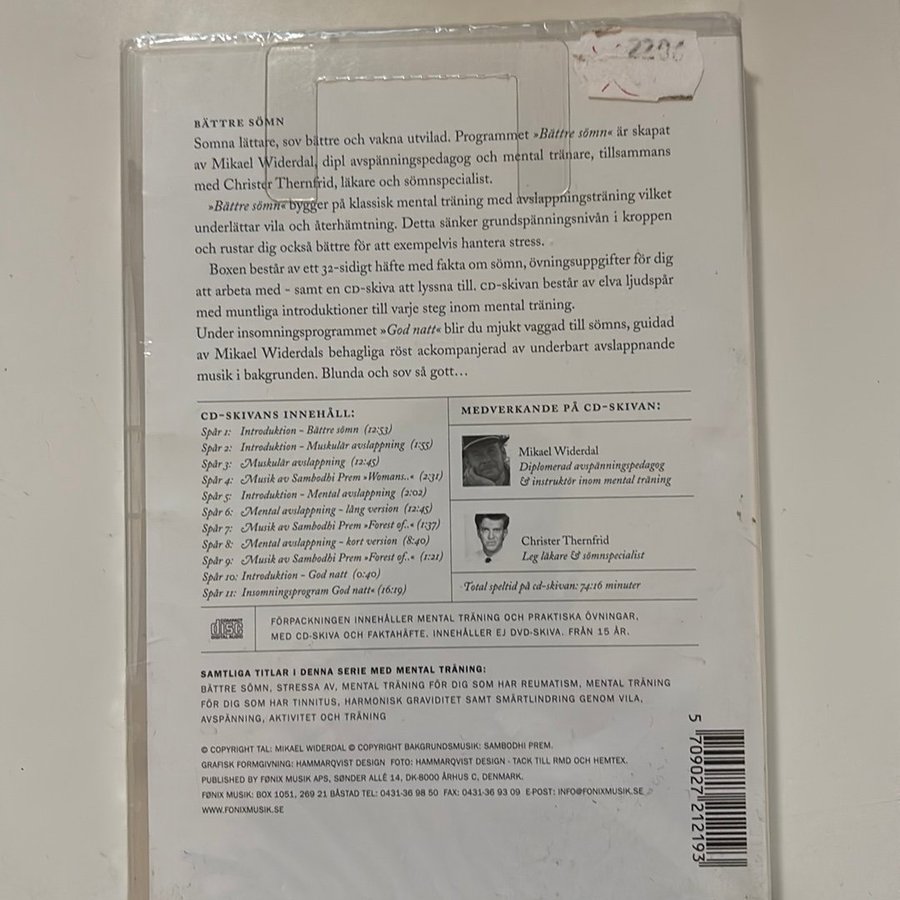 BÄTTRE SÖMN
Somna lättare, sov bättre och vakna utvilad. Programmet »Bättre sömn« är skapat
av Mikael Widerdal, dipl avspänningspedagog och mental tränare, tillsammans
med Christer Thernfrid, läkare och sömnspecialist.
»Bättre sömn« bygger på klassisk mental träning med avslappningsträning vilket
underlättar vila och återhämtning. Detta sänker grundspänningsnivån i kroppen
och rustar dig också bättre för att exempelvis hantera stress.
Boxen består av ett 32-sidigt häfte med fakta om sömn, övningsuppgifter för dig
att arbeta med – samt en CD-skiva att lyssna till. CD-skivan består av elva ljudspår
med muntliga introduktioner till varje steg inom mental träning.
Under insomningsprogrammet »God natt« blir du mjukt vaggad till sömns, guidad
av Mikael Widerdals behagliga röst ackompanjerad av underbart avslappnande
musik i bakgrunden. Blunda och sov så gott...
CD-SKIVANS INNEHÅLL:
Spår 1: Introduktion – Bättre sömn (12:53)
Spår 2: Introduktion – Muskulär avslappning (1:55)
Spår 3: Muskulär avslappning (12:45)
Spår 4: Musik av Sambodhi Prem »Womans..« (2:31)
Spår 5: Introduktion – Mental avslappning (2:02)
Spår 6: Mental avslappning – lång version (12:45)
Spår 7: Musik av Sambodhi Prem »Forest of..« (1:37)
Spår 8: Mental avslappning – kort version (8:40)
Spår 9: Musik av Sambodhi Prem »Forest of..« (1:21)
Spår 10: Introduktion – God natt (0:40)
Spår 11: Insomningsprogram God natt« (16:19)
MEDVERKANDE PÅ CD-SKIVAN:
Mikael Widerdal
Diplomerad avspänningspedagog
& instruktör inom mental träning
Christer Thernfrid
Leg läkare & sömnspecialist
Total speltid på cd-skivan: 74:16 minuter
COMPACT
disc
DIGITAL AUDIO
FÖRPACKNINGEN INNEHÅLLER MENTAL TRÄNING OCH PRAKTISKA ÖVNINGAR,
MED CD-SKIVA OCH FAKTAHÄFTE. INNEHÅLLER EJ DVD-SKIVA. FRÅN 15 ÅR.
SAMTLIGA TITLAR I DENNA SERIE MED MENTAL TRÄNING:
BÄTTRE SÖMN, STRESSA AV, MENTAL TRÄNING FÖR DIG SOM HAR REUMATISM, MENTAL TRÄNING
FÖR DIG SOM HAR TINNITUS, HARMONISK GRAVIDITET SAMT SMÄRTLINDRING GENOM VILA,
AVSPÄNNING, AKTIVITET OCH TRÄNING
© COPYRIGHT TAL: MIKAEL WIDERDAL © COPYRIGHT BAKGRUNDSMUSIK: SAMBODHI PREM.
GRAFISK FORMGIVNING: HAMMARQVIST DESIGN FOTO: HAMMARQVIST DESIGN · TACK TILL RMD OCH HEMTEX.
PUBLISHED BY FØNIX MUSIK APS, SØNDER ALLÉ 14, DK-8000 ÅRHUS C, DENMARK.
FØNIX MUSIK: BOX 1051, 269 21 BÅSTAD TEL: 0431-36 98 50 FAX: 0431-36 93 09 E-POST: INFO@FONIXMUSIK.SE
WWW.FONIXMUSIK.SE
5 709027 212193